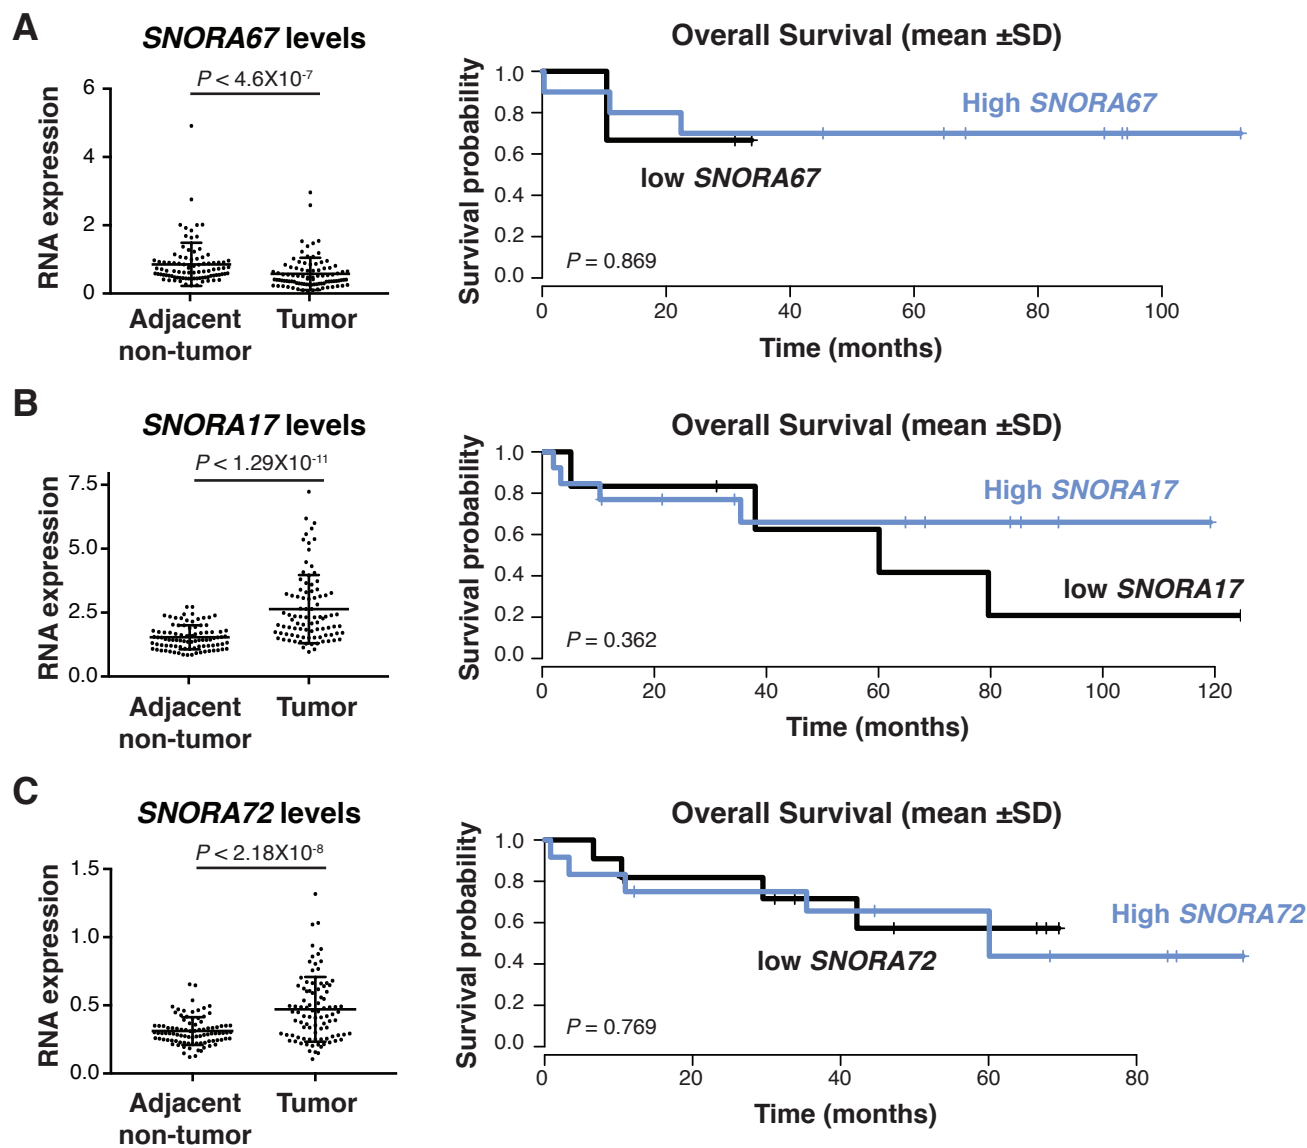 A
SNORA67 levels
P < 4.6X10-7
RNA expression
6
4
2
0
Adjacent
non-tumor
Tumor
Overall Survival (mean ±SD)
Survival probability
1.0
0.8
0.6
0.4
0.2
0.0
High SNORA67
low SNORA67
P = 0.869
0 20 40 60 80 100
Time (months)
B
SNORA17 levels
P < 1.29X10-11
RNA expression
7.5
5.0
2.5
0.0
Adjacent
non-tumor
Tumor
Overall Survival (mean ±SD)
Survival probability
1.0
0.8
0.6
0.4
0.2
0.0
High SNORA17
low SNORA17
P = 0.362
0 20 40 60 80 100 120
Time (months)
C
SNORA72 levels
P < 2.18X10-8
RNA expression
1.5
1.0
0.5
0.0
Adjacent
non-tumor
Tumor
Overall Survival (mean ±SD)
Survival probability
1.0
0.8
0.6
0.4
0.2
0.0
High SNORA72
low SNORA72
P = 0.769
0 20 40 60 80
Time (months)